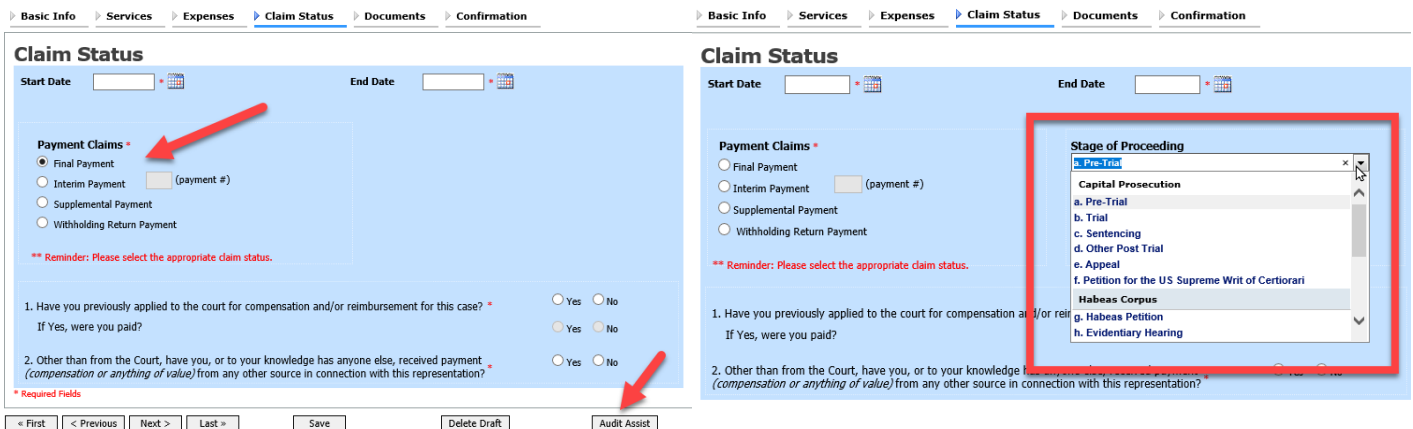 Basic Info Services Expenses Claim Status Documents Confirmation
Claim Status
Start Date * End Date *
Payment Claims *
Final Payment
Interim Payment (payment #)
Supplemental Payment
Withholding Return Payment
** Reminder: Please select the appropriate claim status.
1. Have you previously applied to the court for compensation and/or reimbursement for this case? * Yes No
If Yes, were you paid? Yes No
2. Other than from the Court, have you, or to your knowledge has anyone else, received payment
(compensation or anything of value) from any other source in connection with this representation? * Yes No
* Required Fields
« First < Previous Next > Last » Save Delete Draft Audit Assist
Basic Info Services Expenses Claim Status Documents Confirmation
Claim Status
Start Date * End Date *
Payment Claims *
Final Payment
Interim Payment (payment #)
Supplemental Payment
Withholding Return Payment
** Reminder: Please select the appropriate claim status.
Stage of Proceeding
a. Pre-Trial ×
Capital Prosecution
a. Pre-Trial
b. Trial
c. Sentencing
d. Other Post Trial
e. Appeal
f. Petition for the US Supreme Writ of Certiorari
Habeas Corpus
g. Habeas Petition
h. Evidentiary Hearing
1. Have you previously applied to the court for compensation and/or
If Yes, were you paid?
2. Other than from the Court, have you, or to your knowledge
(compensation or anything of value) from any other source in connection with this representation? *